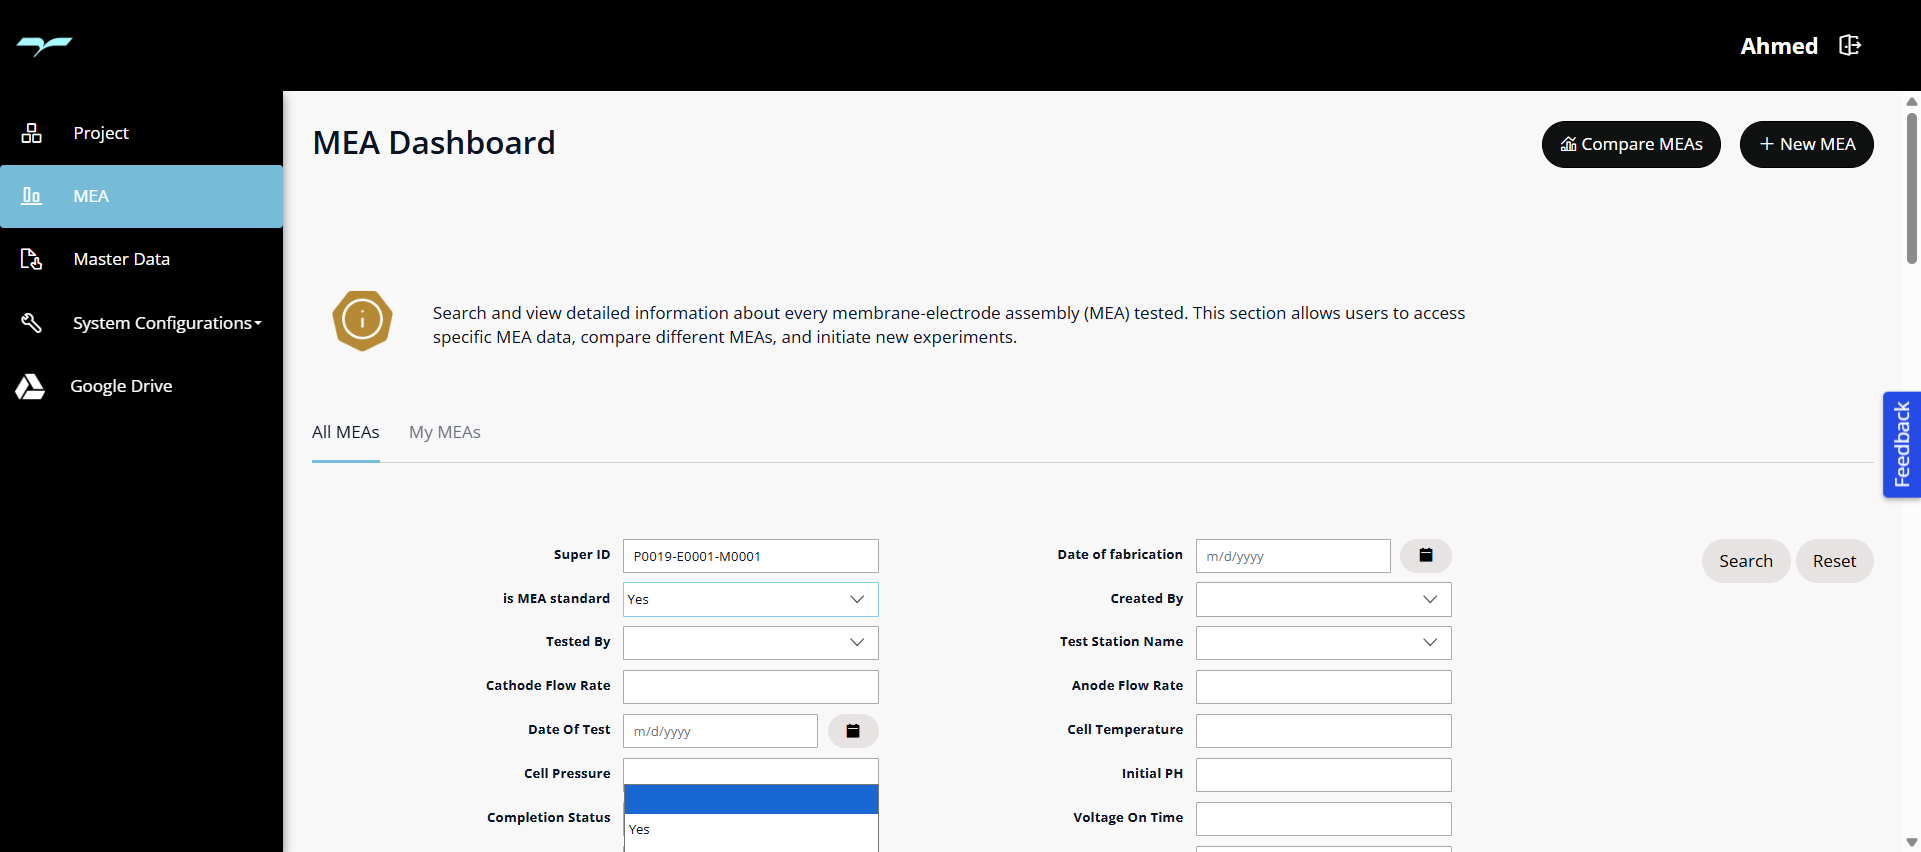 Ahmed
Project
MEA
Master Data
System Configurations
Google Drive
MEA Dashboard
Compare MEAs
+ New MEA
Search and view detailed information about every membrane-electrode assembly (MEA) tested. This section allows users to access
specific MEA data, compare different MEAs, and initiate new experiments.
Feedback
All MEAs
My MEAs
Super ID
P0019-E0001-M0001
Date of fabrication
m/d/yyyy
Search
Reset
is MEA standard
Yes
Created By
Tested By
Test Station Name
Cathode Flow Rate
Anode Flow Rate
Date Of Test
m/d/yyyy
Cell Temperature
Cell Pressure
Initial PH
Completion Status
Yes
Voltage On Time